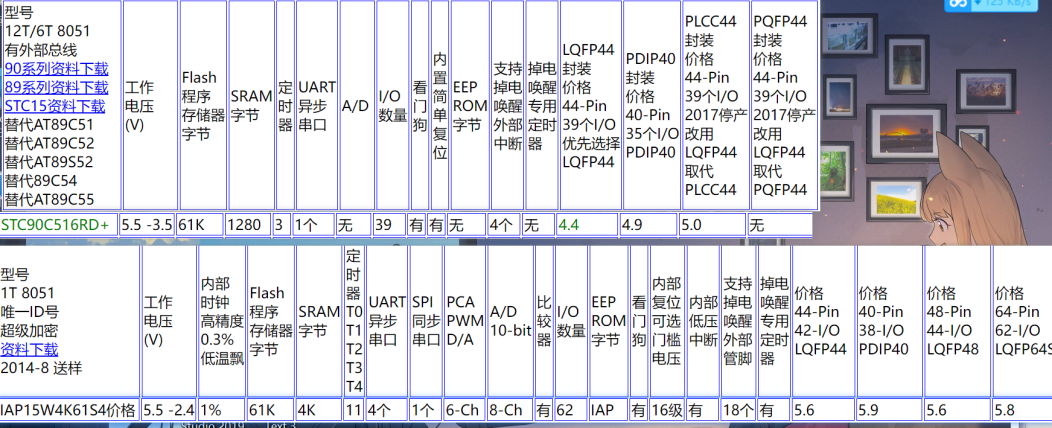 125 KB/s
型号
12T/6T 8051
有外部总线
90系列资料下载
89系列资料下载
STC15资料下载
替代AT89C51
替代AT89C52
替代AT89S52
替代89C54
替代AT89C55
工作
电压
(V)
Flash
程序
存储器
字节
SRAM
字节
定
时
器
UART
异步
串口
A/D
I/O
数量
看
门
狗
内
置
简
单
复
位
EEP
ROM
字节
支持
掉电
唤醒
外部
中断
掉电
唤醒
专用
定时
器
LQFP44
封装
价格
44-Pin
39个I/O
优先选择
LQFP44
PDIP40
封装
价格
40-Pin
35个I/O
PDIP40
PLCC44
封装
价格
44-Pin
39个I/O
2017停产
改用
LQFP44
取代
PLCC44
PQFP44
封装
价格
44-Pin
39个I/O
2017停产
改用
LQFP44
取代
PQFP44
STC90C516RD+ 5.5 -3.5 61K 1280 3 1个 无 39 有 有 无 4个 无 4.4 4.9 5.0 无
型号
1T 8051
唯一ID号
超级加密
资料下载
2014-8 送样
工作
电压
(V)
内部
时钟
高精度
0.3%
低温飘
Flash
程序
存储器
字节
SRAM
字节
定
时
器
T0
T1
T2
T3
T4
UART
异步
串口
SPI
同步
串口
PCA
PWM
D/A
A/D
10-bit
比
较
器
I/O
数量
EEP
ROM
字节
看
门
狗
内部
复位
可选
门槛
电压
内部
低压
中断
支持
掉电
唤醒
外部
管脚
掉电
唤醒
专用
定时
器
价格
44-Pin
42-I/O
LQFP44
价格
40-Pin
38-I/O
PDIP40
价格
48-Pin
44-I/O
LQFP48
价格
64-Pin
62-I/O
LQFP64S
IAP15W4K61S4价格 5.5 -2.4 1% 61K 4K 11 4个 1个 6-Ch 8-Ch 有 62 IAP 有 16级 有 18个 有 5.6 5.9 5.6 5.8
Studio 2019
Text 3